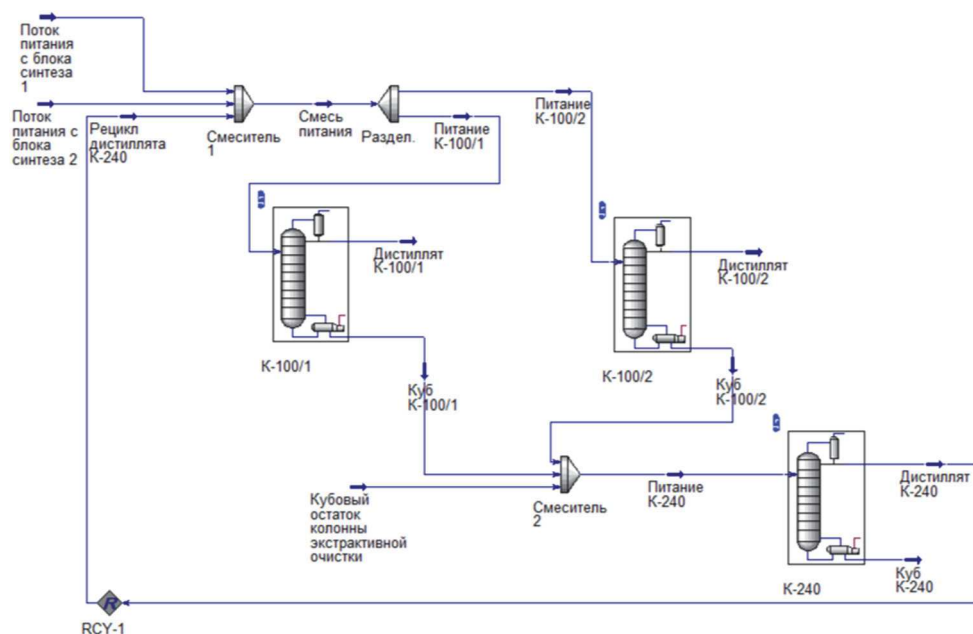 Поток
питания
с блока
синтеза
1
Поток
питания с
блока
синтеза 2
Рецикл
дистиллята
К-240
Смеситель
1
Смесь
питания
Раздел.
Питание
К-100/1
Питание
К-100/2
Дистиллят
К-100/1
К-100/1
Куб
К-100/1
Дистиллят
К-100/2
К-100/2
Куб
К-100/2
Кубовый
остаток
колонны
экстрактивной
очистки
Смеситель
2
Питание
К-240
Дистиллят
К-240
Куб
К-240
К-240
R
RCY-1